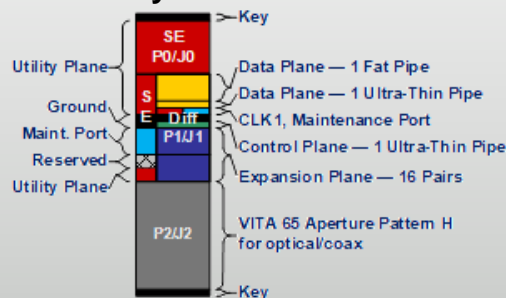 Key
SE
P0/J0
Utility Plane
Data Plane — 1 Fat Pipe
S
Data Plane — 1 Ultra-Thin Pipe
Ground
E
Diff
CLK1, Maintenance Port
Maint. Port
P1/J1
Control Plane — 1 Ultra-Thin Pipe
Reserved
Expansion Plane — 16 Pairs
Utility Plane
P2/J2
VITA 65 Aperture Pattern H
for optical/coax
Key